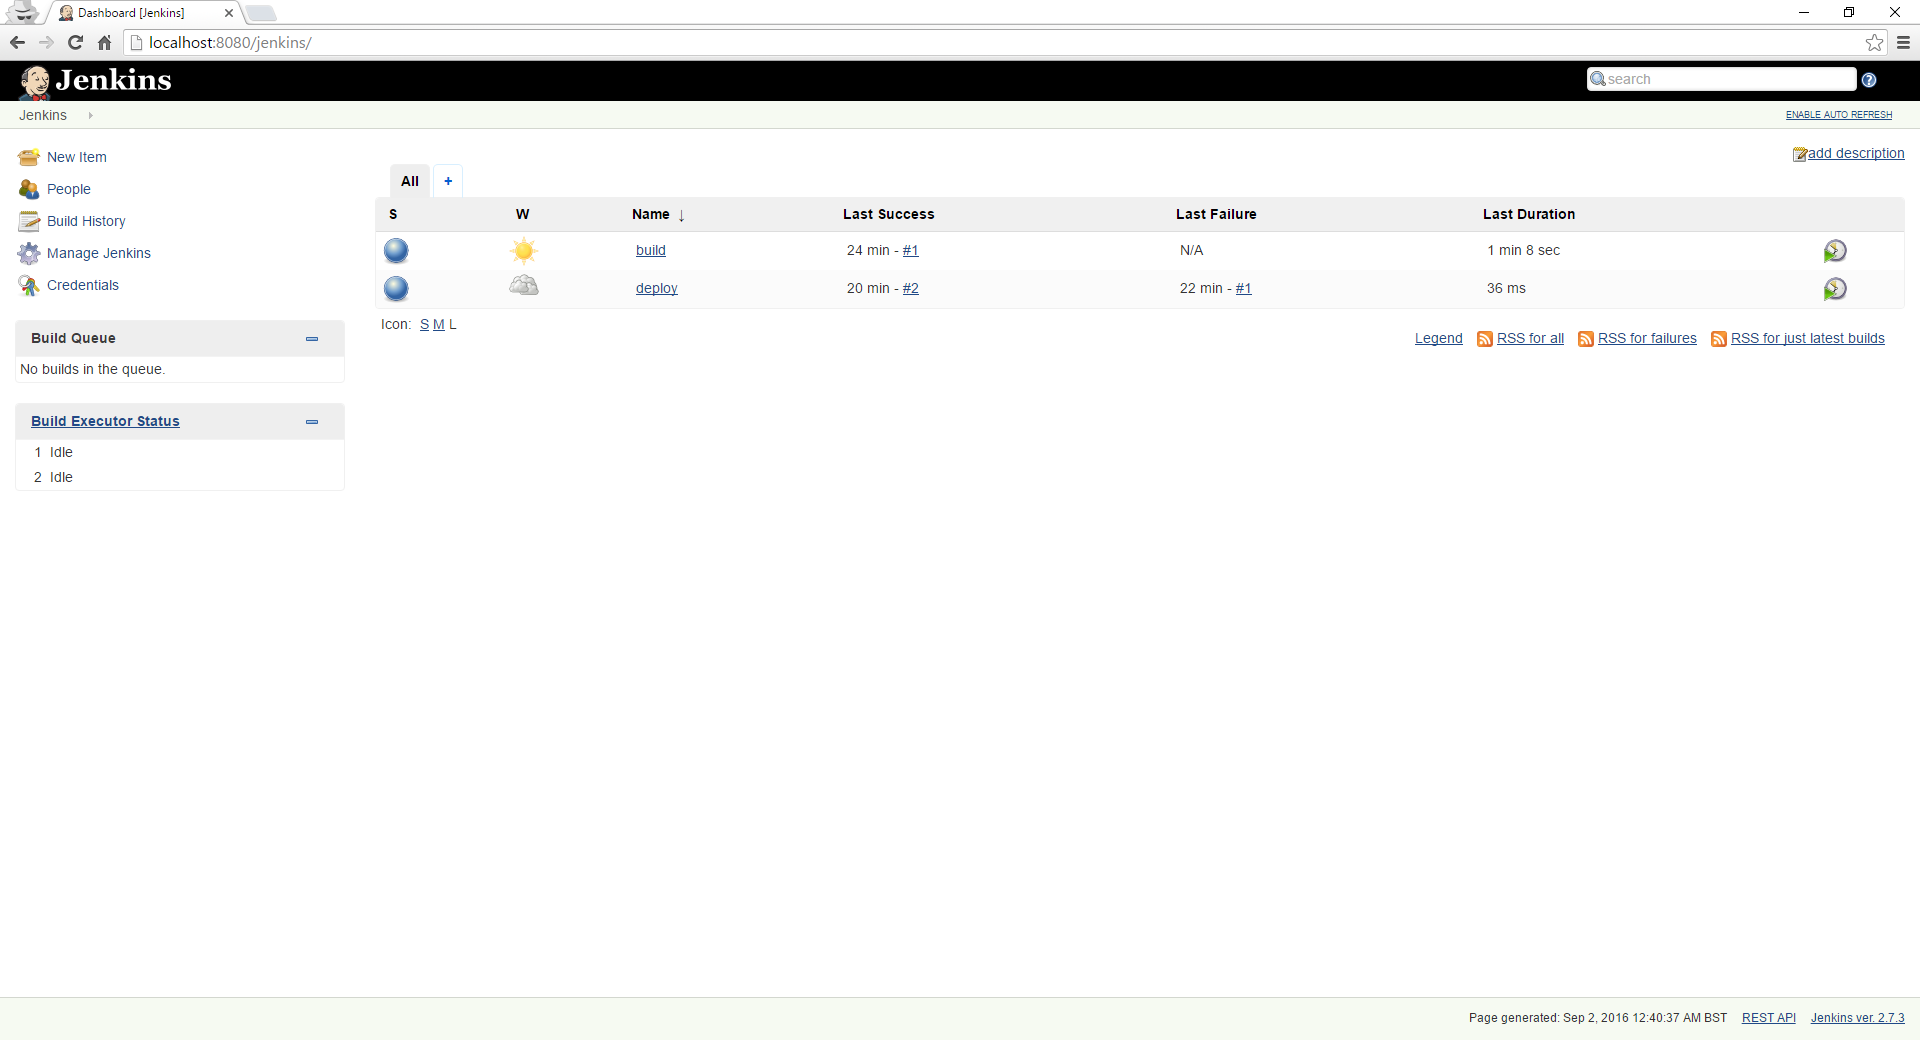 Dashboard [Jenkins]
localhost:8080/jenkins/
Jenkins
search
Jenkins
ENABLE AUTO REFRESH
New Item
People
Build History
Manage Jenkins
Credentials
Build Queue
No builds in the queue.
Build Executor Status
1 Idle
2 Idle
add description
All +
S W Name ↓ Last Success Last Failure Last Duration
build 24 min - #1 N/A 1 min 8 sec
deploy 20 min - #2 22 min - #1 36 ms
Icon: S M L
Legend RSS for all RSS for failures RSS for just latest builds
Page generated: Sep 2, 2016 12:40:37 AM BST REST API Jenkins ver. 2.7.3